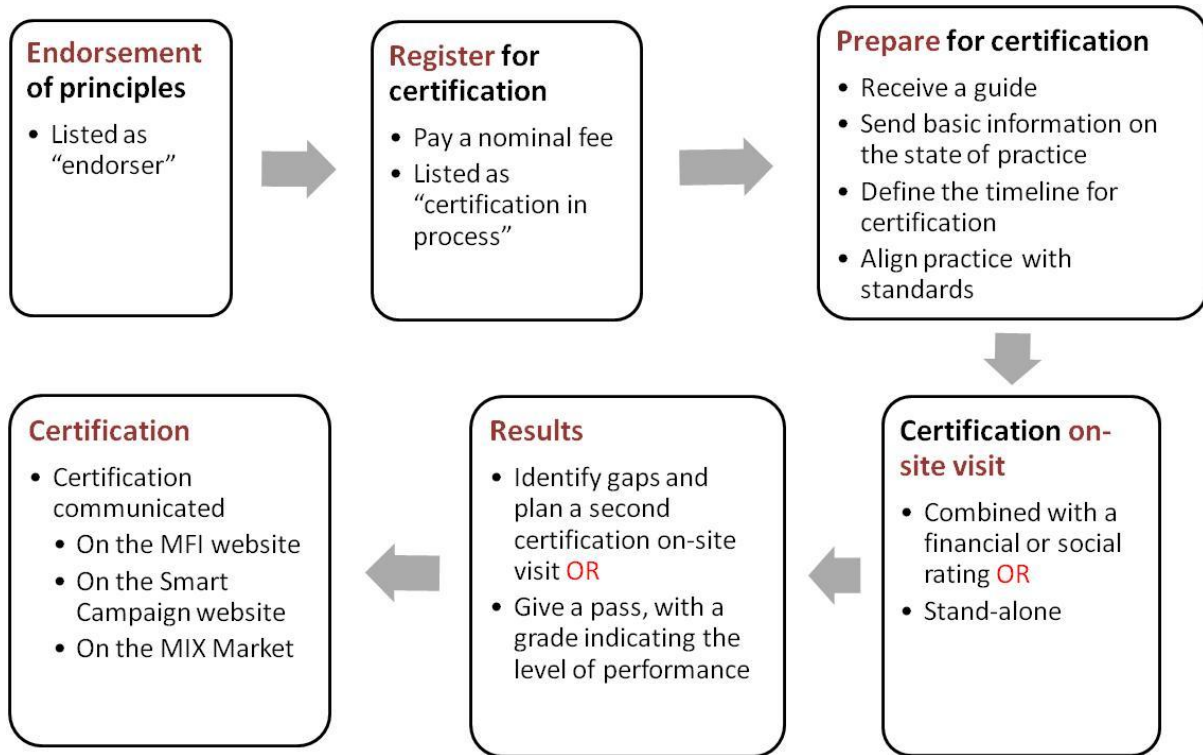 Endorsement
of principles
• Listed as
“endorser”
Register for
certification
• Pay a nominal fee
• Listed as
“certification in
process”
Prepare for certification
• Receive a guide
• Send basic information on
the state of practice
• Define the timeline for
certification
• Align practice with
standards
Certification on-
site visit
• Combined with a
financial or social
rating OR
• Stand-alone
Results
• Identify gaps and
plan a second
certification on-site
visit OR
• Give a pass, with a
grade indicating the
level of performance
Certification
• Certification
communicated
• On the MFI website
• On the Smart
Campaign website
• On the MIX Market